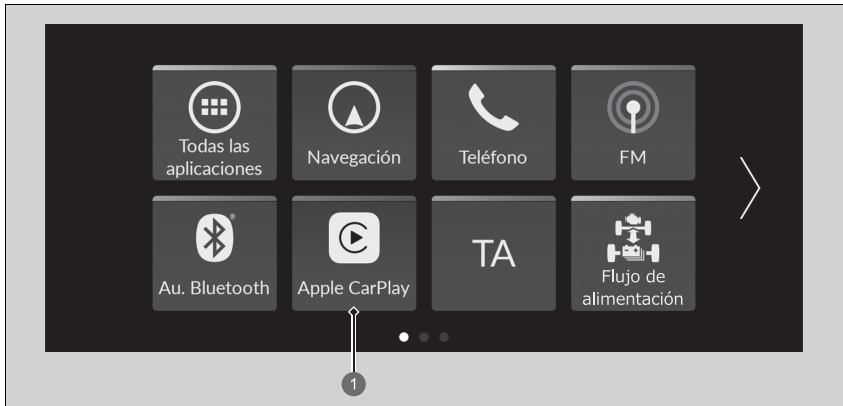 Todas las
aplicaciones
Navegación
Teléfono
FM
Au. Bluetooth®
Apple CarPlay
TA
Flujo de
alimentación
1